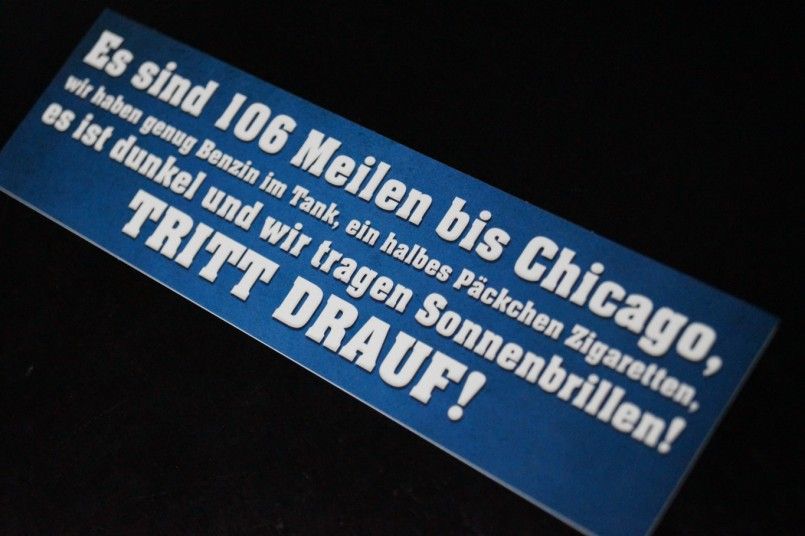 Es sind 106 Meilen bis Chicago,
wir haben genug Benzin im Tank, ein halbes Päckchen Zigaretten,
es ist dunkel und wir tragen Sonnenbrillen!
TRITT DRAUF!